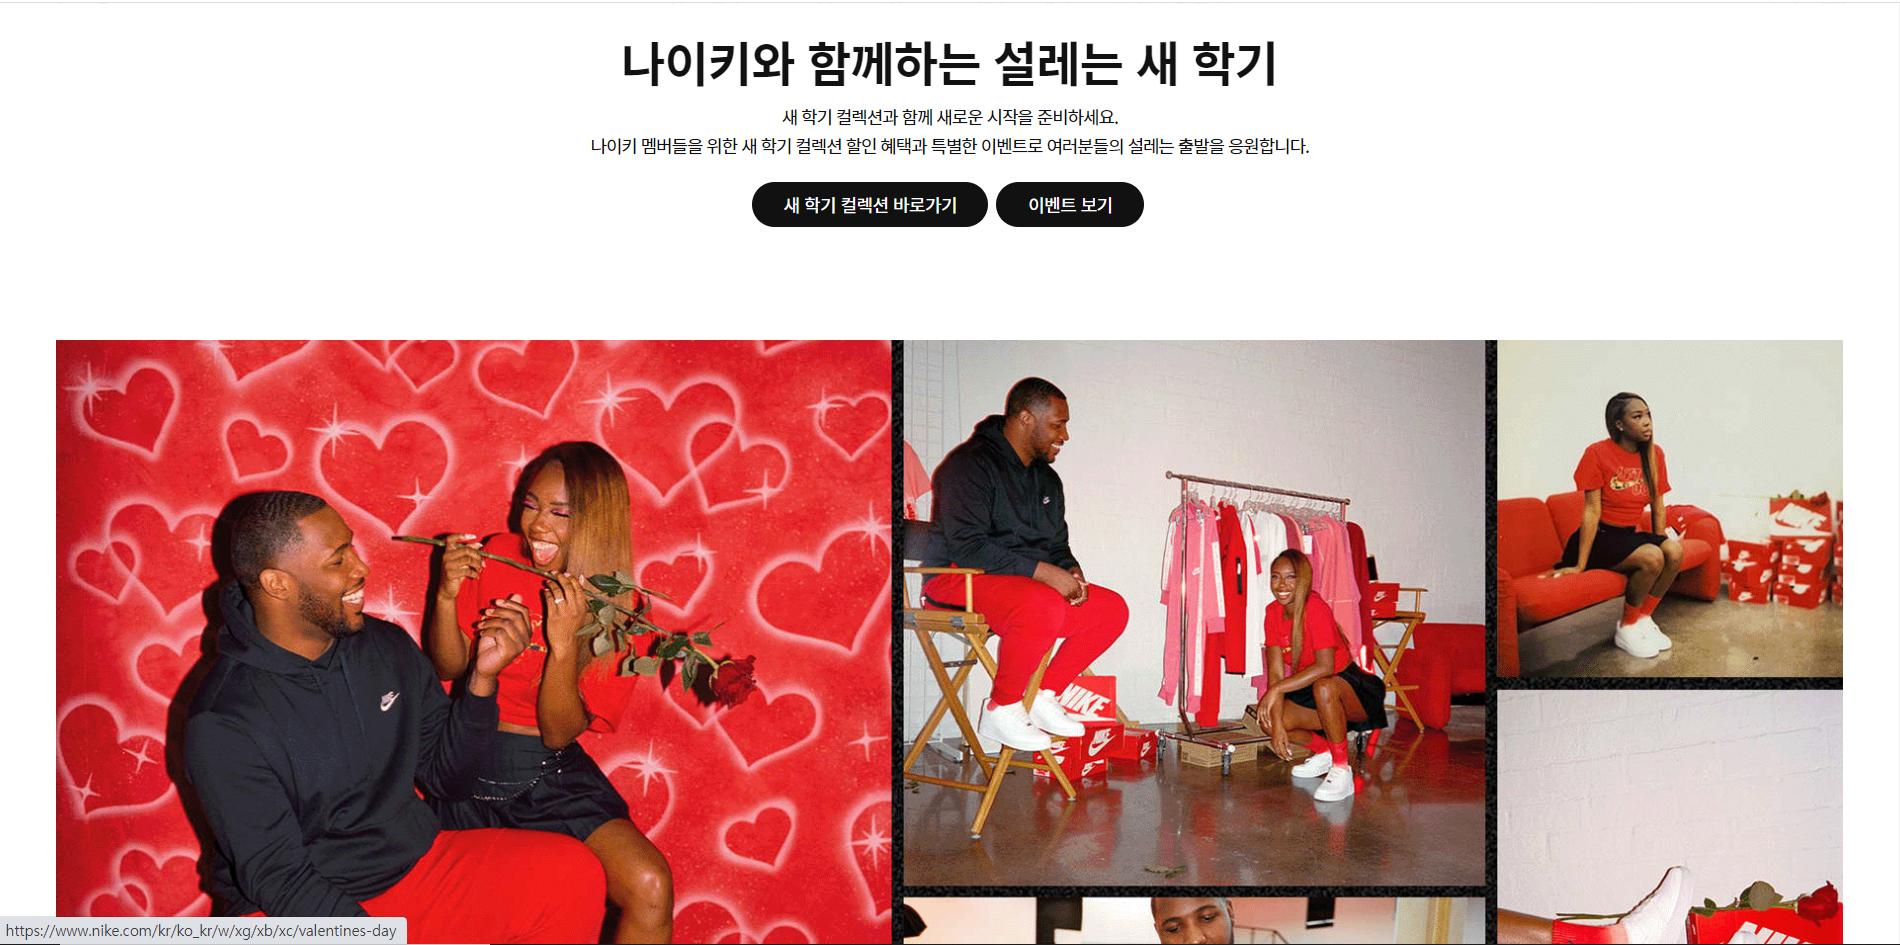 나이키와 함께하는 설레는 새 학기
새 학기 컬렉션과 함께 새로운 시작을 준비하세요.
나이키 멤버들을 위한 새 학기 컬렉션 할인 혜택과 특별한 이벤트로 여러분들의 설레는 출발을 응원합니다.
새 학기 컬렉션 바로가기
이벤트 보기
NIKE
https://www.nike.com/kr/ko_kr/w/xg/xb/xc/valentines-day